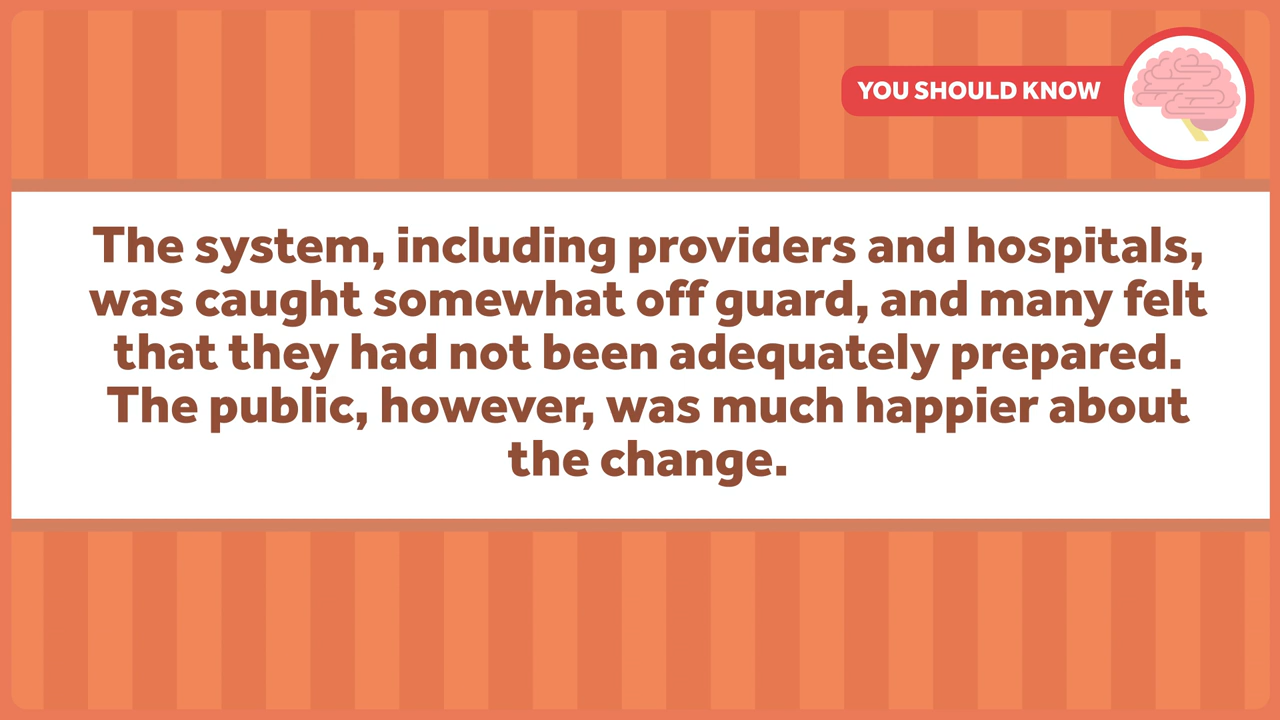 YOU SHOULD KNOW
The system, including providers and hospitals,
was caught somewhat off guard, and many felt
that they had not been adequately prepared.
The public, however, was much happier about
the change.